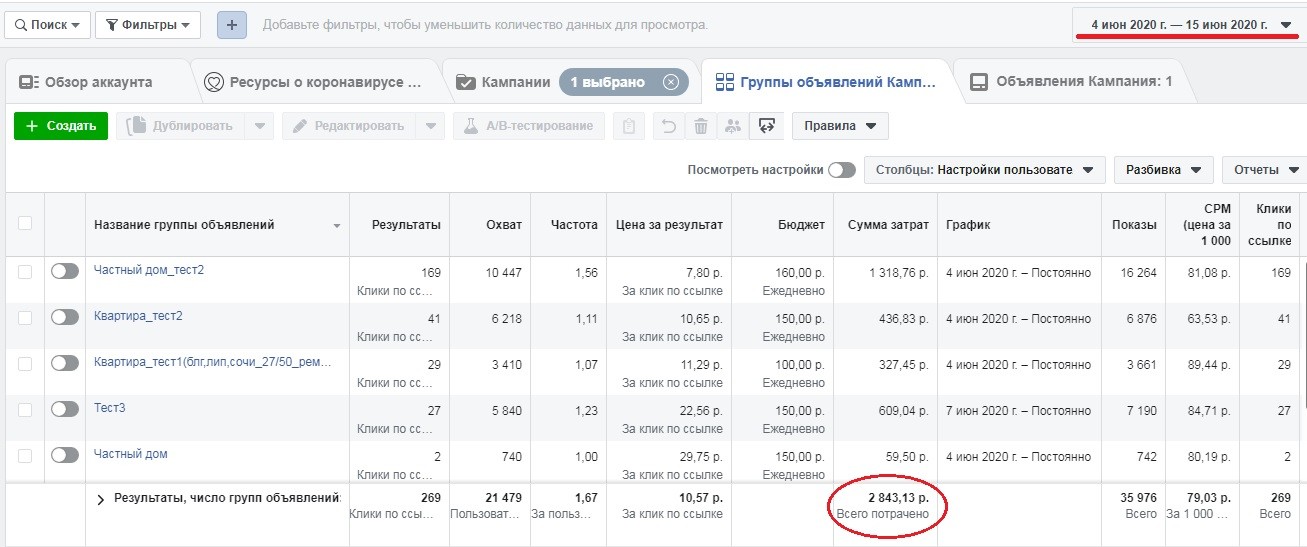 Поиск Фильтры + Добавьте фильтры, чтобы уменьшить количество данных для просмотра. 4 июн 2020 г. — 15 июн 2020 г.
Обзор аккаунта Ресурсы о коронавирусе ... Кампании 1 выбрано Группы объявлений Камп... Объявления Кампания: 1
+ Создать Дублировать Редактировать A/B-тестирование Правила
Посмотреть настройки Столбцы: Настройки пользовате Разбивка Отчеты
Название группы объявлений Результаты Охват Частота Цена за результат Бюджет Сумма затрат График Показы CPM (цена за 1 000 Клики по ссылке
Частный дом_тест2 169 10 447 1,56 7,80 р. 160,00 р. 1 318,76 р. 4 июн 2020 г. – Постоянно 16 264 81,08 р. 169
Клики по сс... За клик по ссылке Ежедневно
Квартира_тест2 41 6 218 1,11 10,65 р. 150,00 р. 436,83 р. 4 июн 2020 г. – Постоянно 6 876 63,53 р. 41
Клики по сс... За клик по ссылке Ежедневно
Квартира_тест1(блг,лип,сочи_27/50_рем... 29 3 410 1,07 11,29 р. 100,00 р. 327,45 р. 4 июн 2020 г. – Постоянно 3 661 89,44 р. 29
Клики по сс... За клик по ссылке Ежедневно
Тест3 27 5 840 1,23 22,56 р. 150,00 р. 609,04 р. 7 июн 2020 г. – Постоянно 7 190 84,71 р. 27
Клики по сс... За клик по ссылке Ежедневно
Частный дом 2 740 1,00 29,75 р. 150,00 р. 59,50 р. 4 июн 2020 г. – Постоянно 742 80,19 р. 2
Клики по сс... За клик по ссылке Ежедневно
Результаты, число групп объявлений: 269 21 479 1,67 10,57 р. 2 843,13 р. 35 976 79,03 р. 269
Клики по ссы... Пользоват... За польз... За клик по ссылке Всего потрачено Всего За 1 000 ... Всего